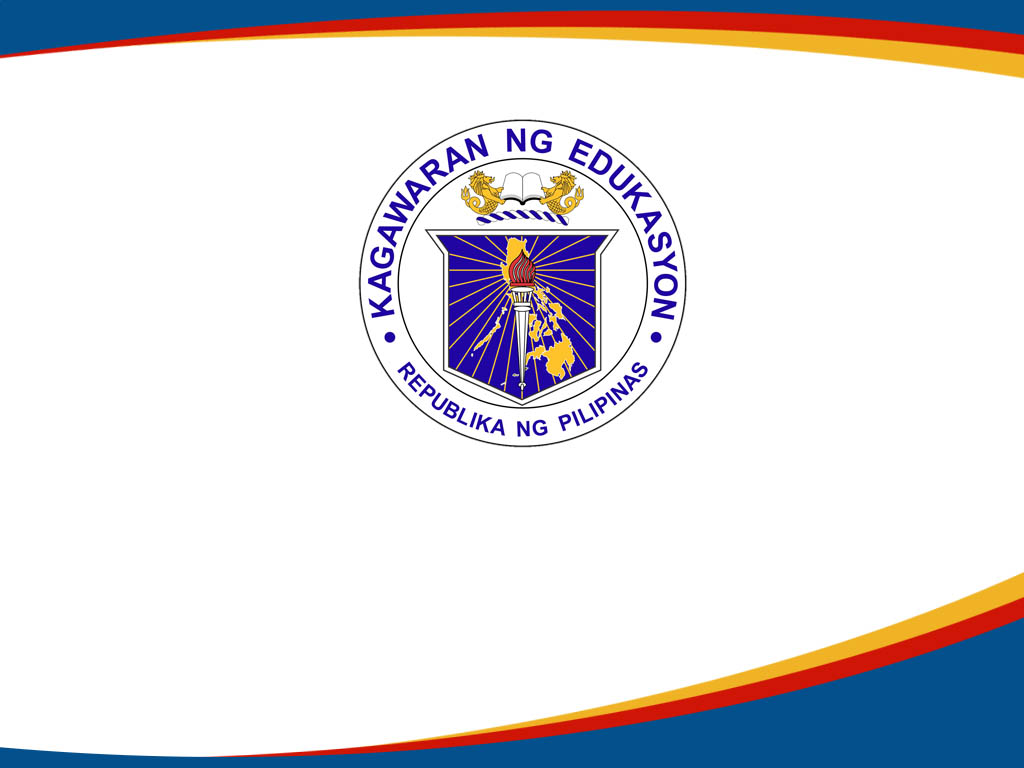 KAGAWARAN NG EDUKASYON
REPUBLIKA NG PILIPINAS